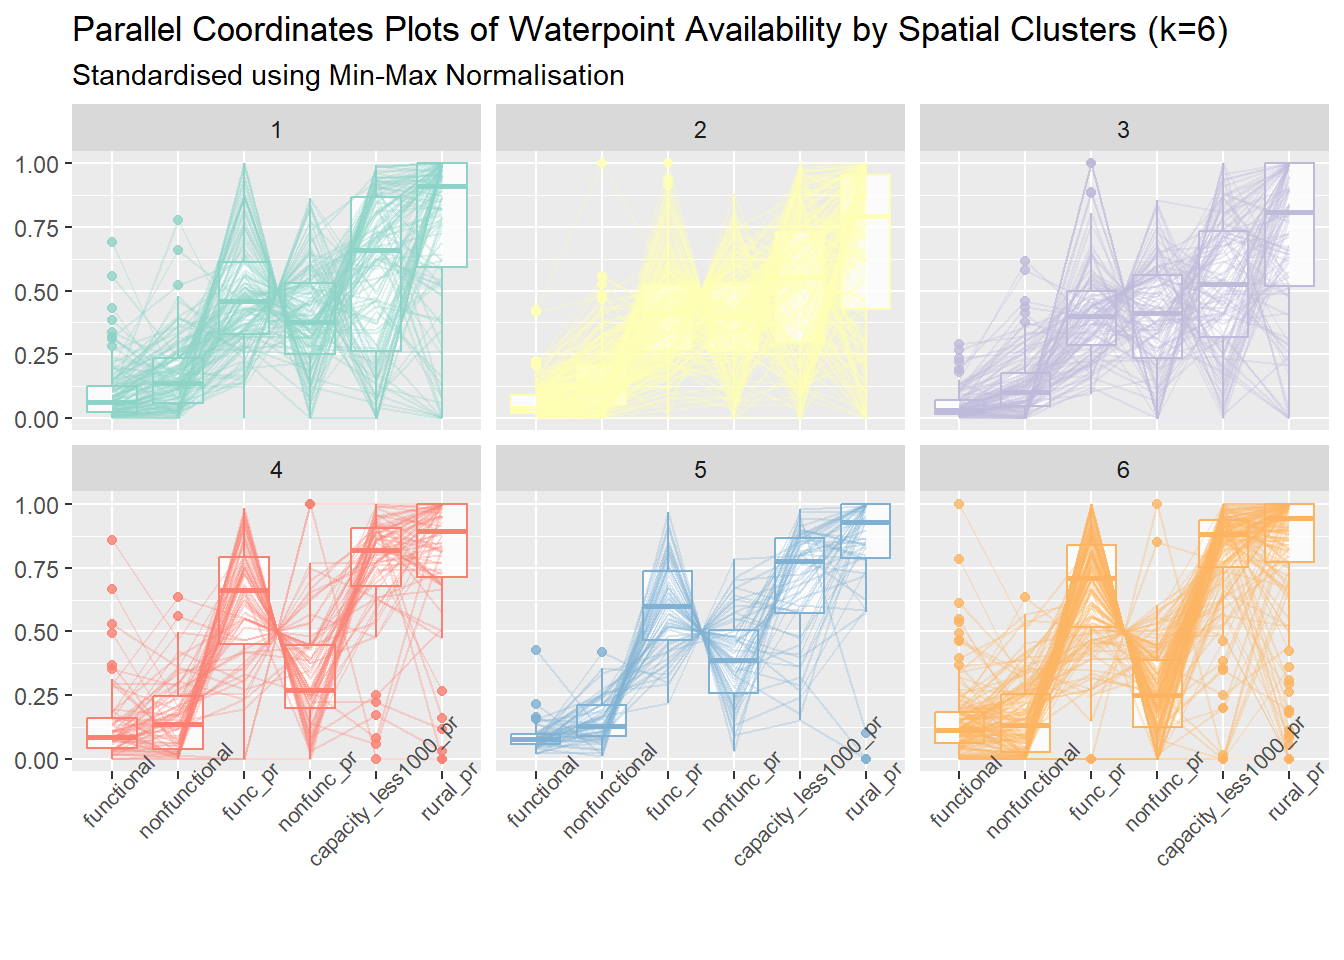 Parallel Coordinates Plots of Waterpoint Availability by Spatial Clusters (k=6)
Standardised using Min-Max Normalisation
1
2
3
1.00
0.75
0.50
0.25
0.00
4
5
6
1.00
0.75
0.50
0.25
0.00
functional
nonfunctional
func_pr
nonfunc_pr
capacity_less1000_pr
rural_pr
functional
nonfunctional
func_pr
nonfunc_pr
capacity_less1000_pr
rural_pr
functional
nonfunctional
func_pr
nonfunc_pr
capacity_less1000_pr
rural_pr